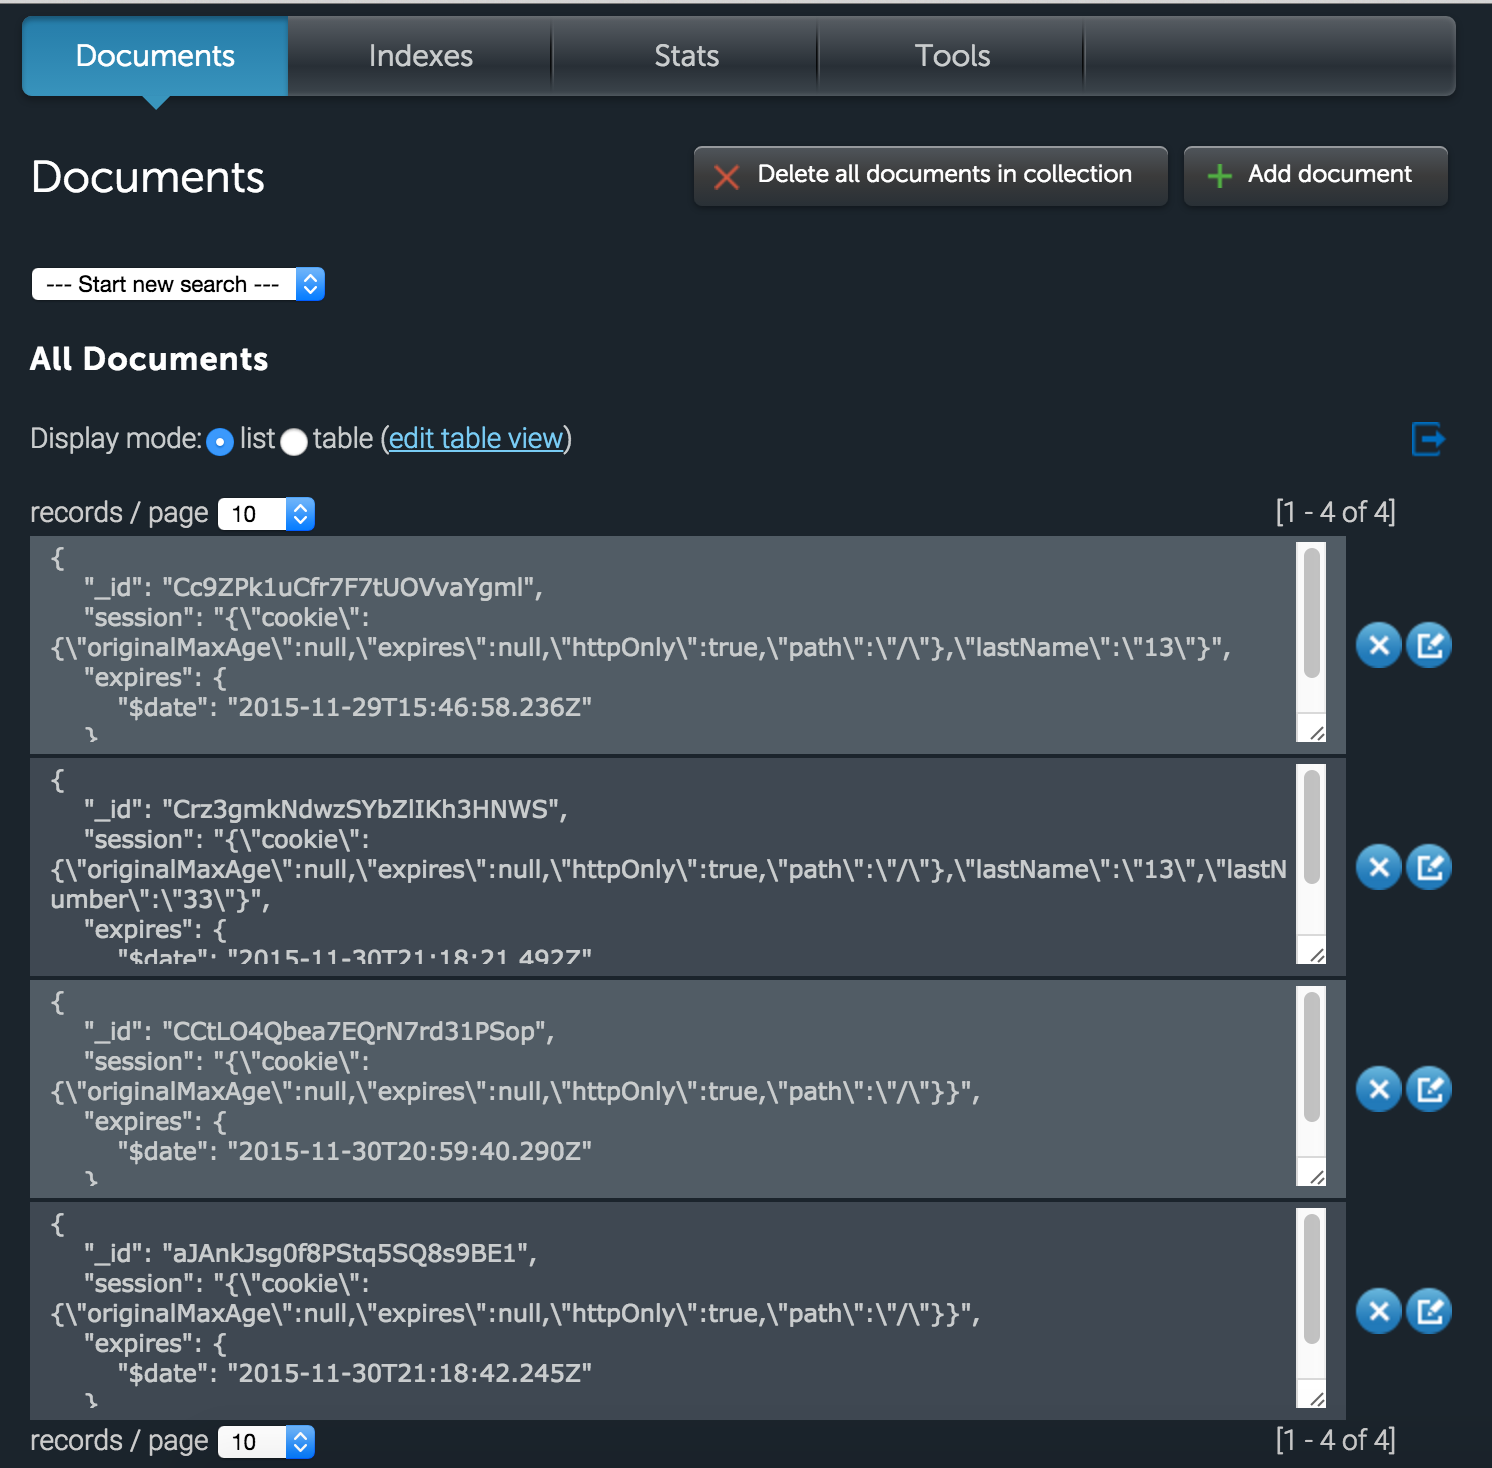 Documents Indexes Stats Tools
Documents
Delete all documents in collection
Add document
--- Start new search ---
All Documents
Display mode: list table (edit table view)
records / page 10 [1 - 4 of 4]
{
"_id": "Cc9ZPk1uCfr7F7tUOVvaYgml",
"session": "{\"cookie\":
{\"originalMaxAge\":null,\"expires\":null,\"httpOnly\":true,\"path\":\"/\"},\"lastName\":\"13\"}",
"expires": {
"$date": "2015-11-29T15:46:58.236Z"
}
{
"_id": "Crz3gmkNdwzSYbZlIKh3HNWS",
"session": "{\"cookie\":
{\"originalMaxAge\":null,\"expires\":null,\"httpOnly\":true,\"path\":\"/\"},\"lastName\":\"13\",\"lastN
umber\":\"33\"}",
"expires": {
"$date": "2015-11-30T21:18:21.492Z"
{
"_id": "CCtLO4Qbea7EQrN7rd31PSop",
"session": "{\"cookie\":
{\"originalMaxAge\":null,\"expires\":null,\"httpOnly\":true,\"path\":\"/\"}}",
"expires": {
"$date": "2015-11-30T20:59:40.290Z"
}
{
"_id": "aJAnkJsg0f8PStq5SQ8s9BE1",
"session": "{\"cookie\":
{\"originalMaxAge\":null,\"expires\":null,\"httpOnly\":true,\"path\":\"/\"}}",
"expires": {
"$date": "2015-11-30T21:18:42.245Z"
}
records / page 10 [1 - 4 of 4]